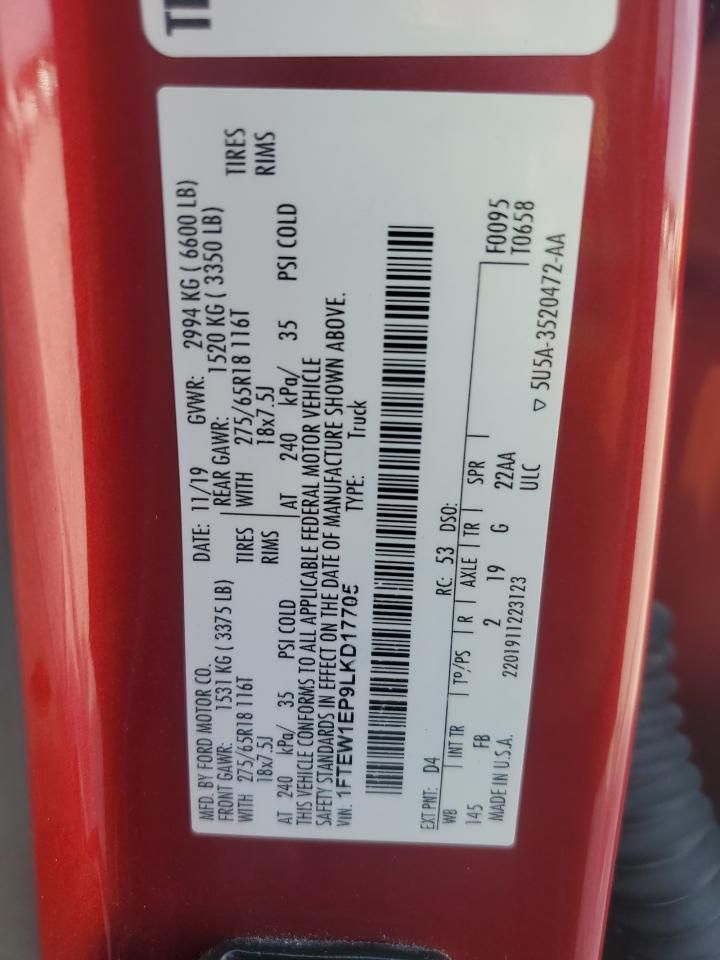 MFD. BY FORD MOTOR CO. DATE: 11/19 GVWR: 2994 KG ( 6600 LB)
FRONT GAWR: 1531 KG ( 3375 LB) REAR GAWR: 1520 KG ( 3350 LB)
WITH 275/65R18 116T TIRES WITH 275/65R18 116T TIRES
18x7.5J RIMS 18x7.5J RIMS
AT 240 kPa/ 35 PSI COLD AT 240 kPa/ 35 PSI COLD
THIS VEHICLE CONFORMS TO ALL APPLICABLE FEDERAL MOTOR VEHICLE
SAFETY STANDARDS IN EFFECT ON THE DATE OF MANUFACTURE SHOWN ABOVE.
VIN: 1FTEW1EP9LKD17705 TYPE: Truck
EXT PNT: D4 RC: 53 DSO: F0095
WB INT TR TP/PS R AXLE TR SPR T0658
145 FB 2 19 G 22AA
MADE IN U.S.A. 2201911223123 ULC ▽ 5U5A-3520472-AA